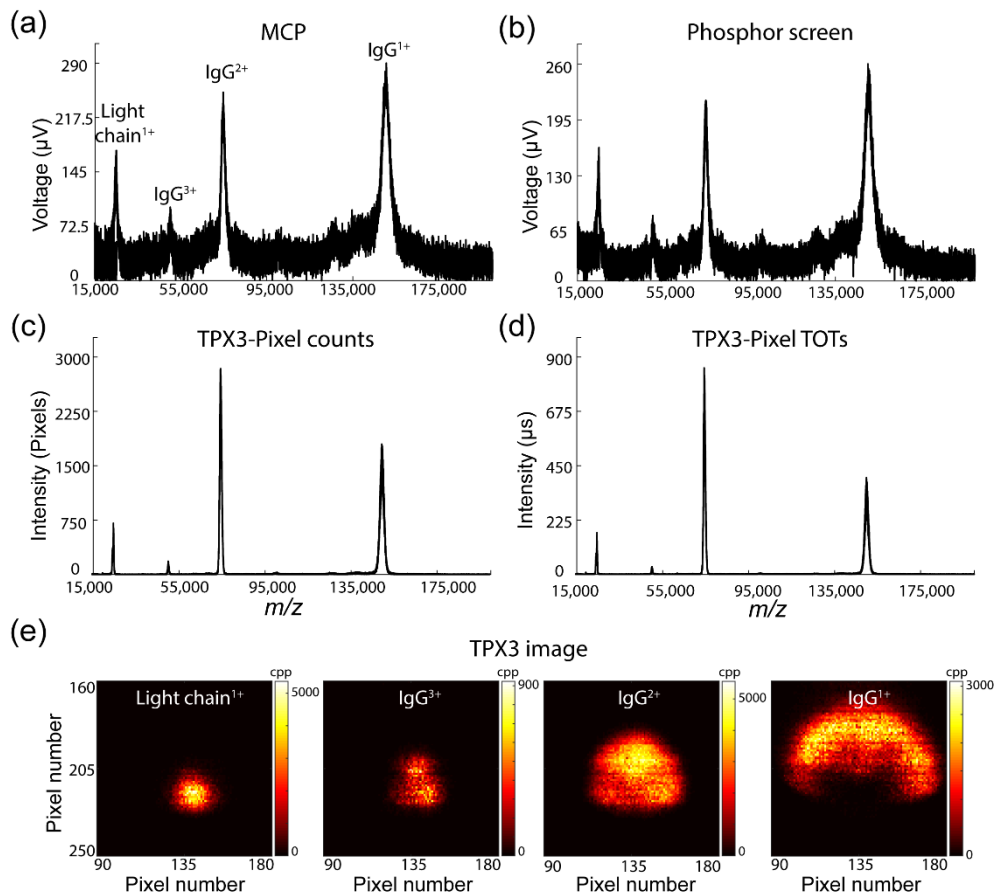 (a)
MCP
Voltage (µV)
290
217.5
145
72.5
0
Light
chain1+
IgG3+
IgG2+
IgG1+
15,000 55,000 95,000 135,000 175,000
(b)
Phosphor screen
Voltage (µV)
260
195
130
65
0
15,000 55,000 95,000 135,000 175,000
(c)
TPX3-Pixel counts
Intensity (Pixels)
3000
2250
1500
750
0
15,000 55,000 95,000 135,000 175,000
m/z
(d)
TPX3-Pixel TOTs
Intensity (µs)
900
675
450
225
0
15,000 55,000 95,000 135,000 175,000
m/z
(e)
TPX3 image
Pixel number
160
205
250
Light chain1+
cpp
5000
0
90 135 180
Pixel number
IgG3+
cpp
900
0
90 135 180
Pixel number
IgG2+
cpp
5000
0
90 135 180
Pixel number
IgG1+
cpp
3000
0
90 135 180
Pixel number